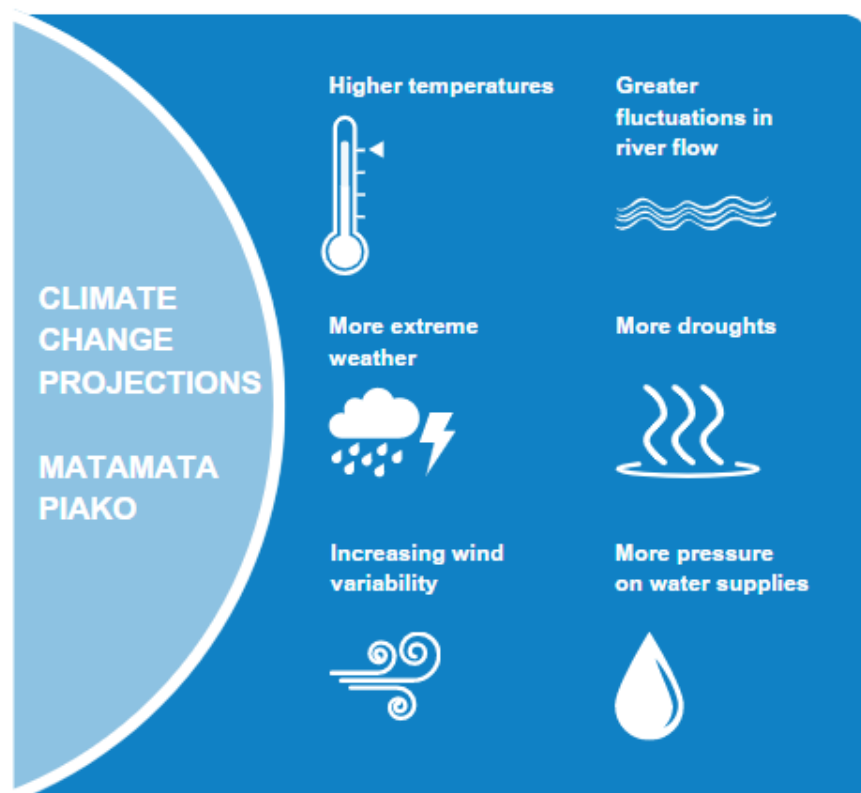 CLIMATE
CHANGE
PROJECTIONS
MATAMATA
PIAKO
Higher temperatures
Greater
fluctuations in
river flow
More extreme
weather
More droughts
Increasing wind
variability
More pressure
on water supplies